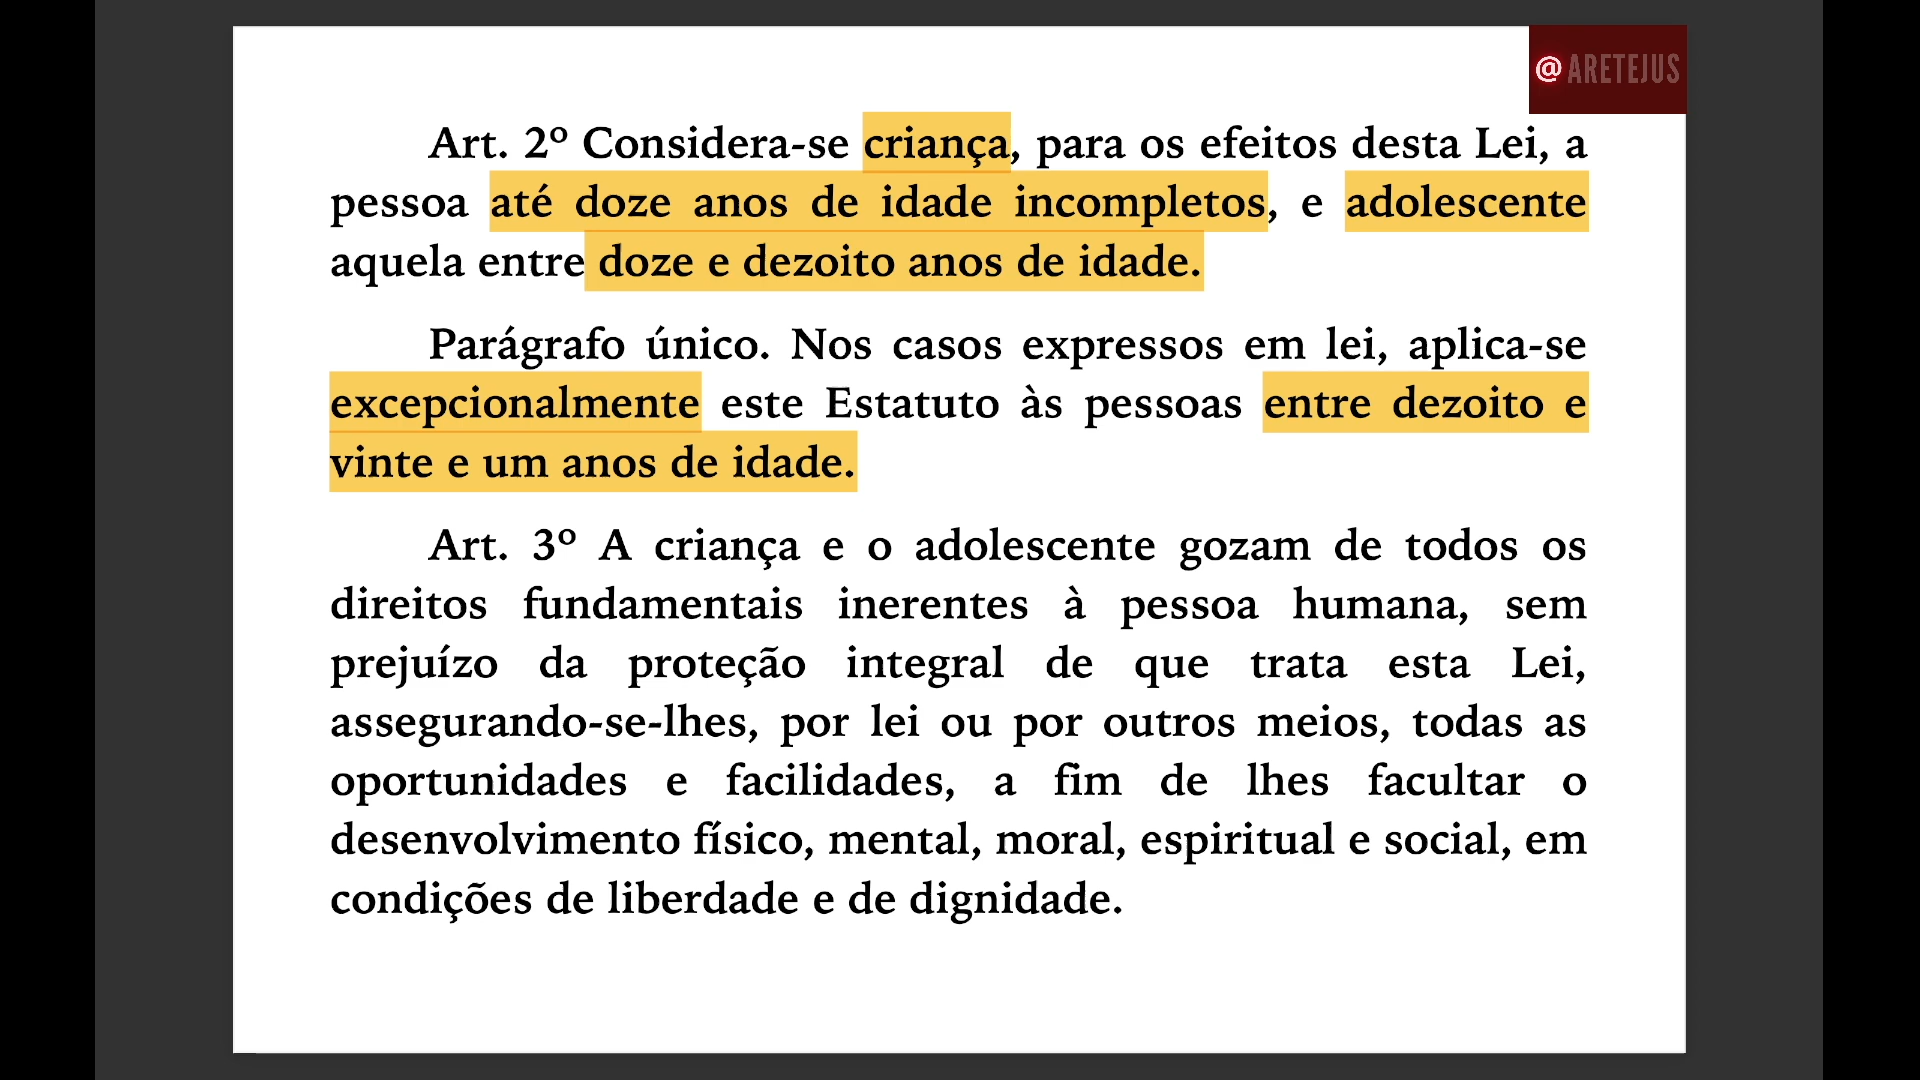 @ARETEJUS
Art. 2º Considera-se criança, para os efeitos desta Lei, a
pessoa até doze anos de idade incompletos, e adolescente
aquela entre doze e dezoito anos de idade.
Parágrafo único. Nos casos expressos em lei, aplica-se
excepcionalmente este Estatuto às pessoas entre dezoito e
vinte e um anos de idade.
Art. 3º A criança e o adolescente gozam de todos os
direitos fundamentais inerentes à pessoa humana, sem
prejuízo da proteção integral de que trata esta Lei,
assegurando-se-lhes, por lei ou por outros meios, todas as
oportunidades e facilidades, a fim de lhes facultar o
desenvolvimento físico, mental, moral, espiritual e social, em
condições de liberdade e de dignidade.